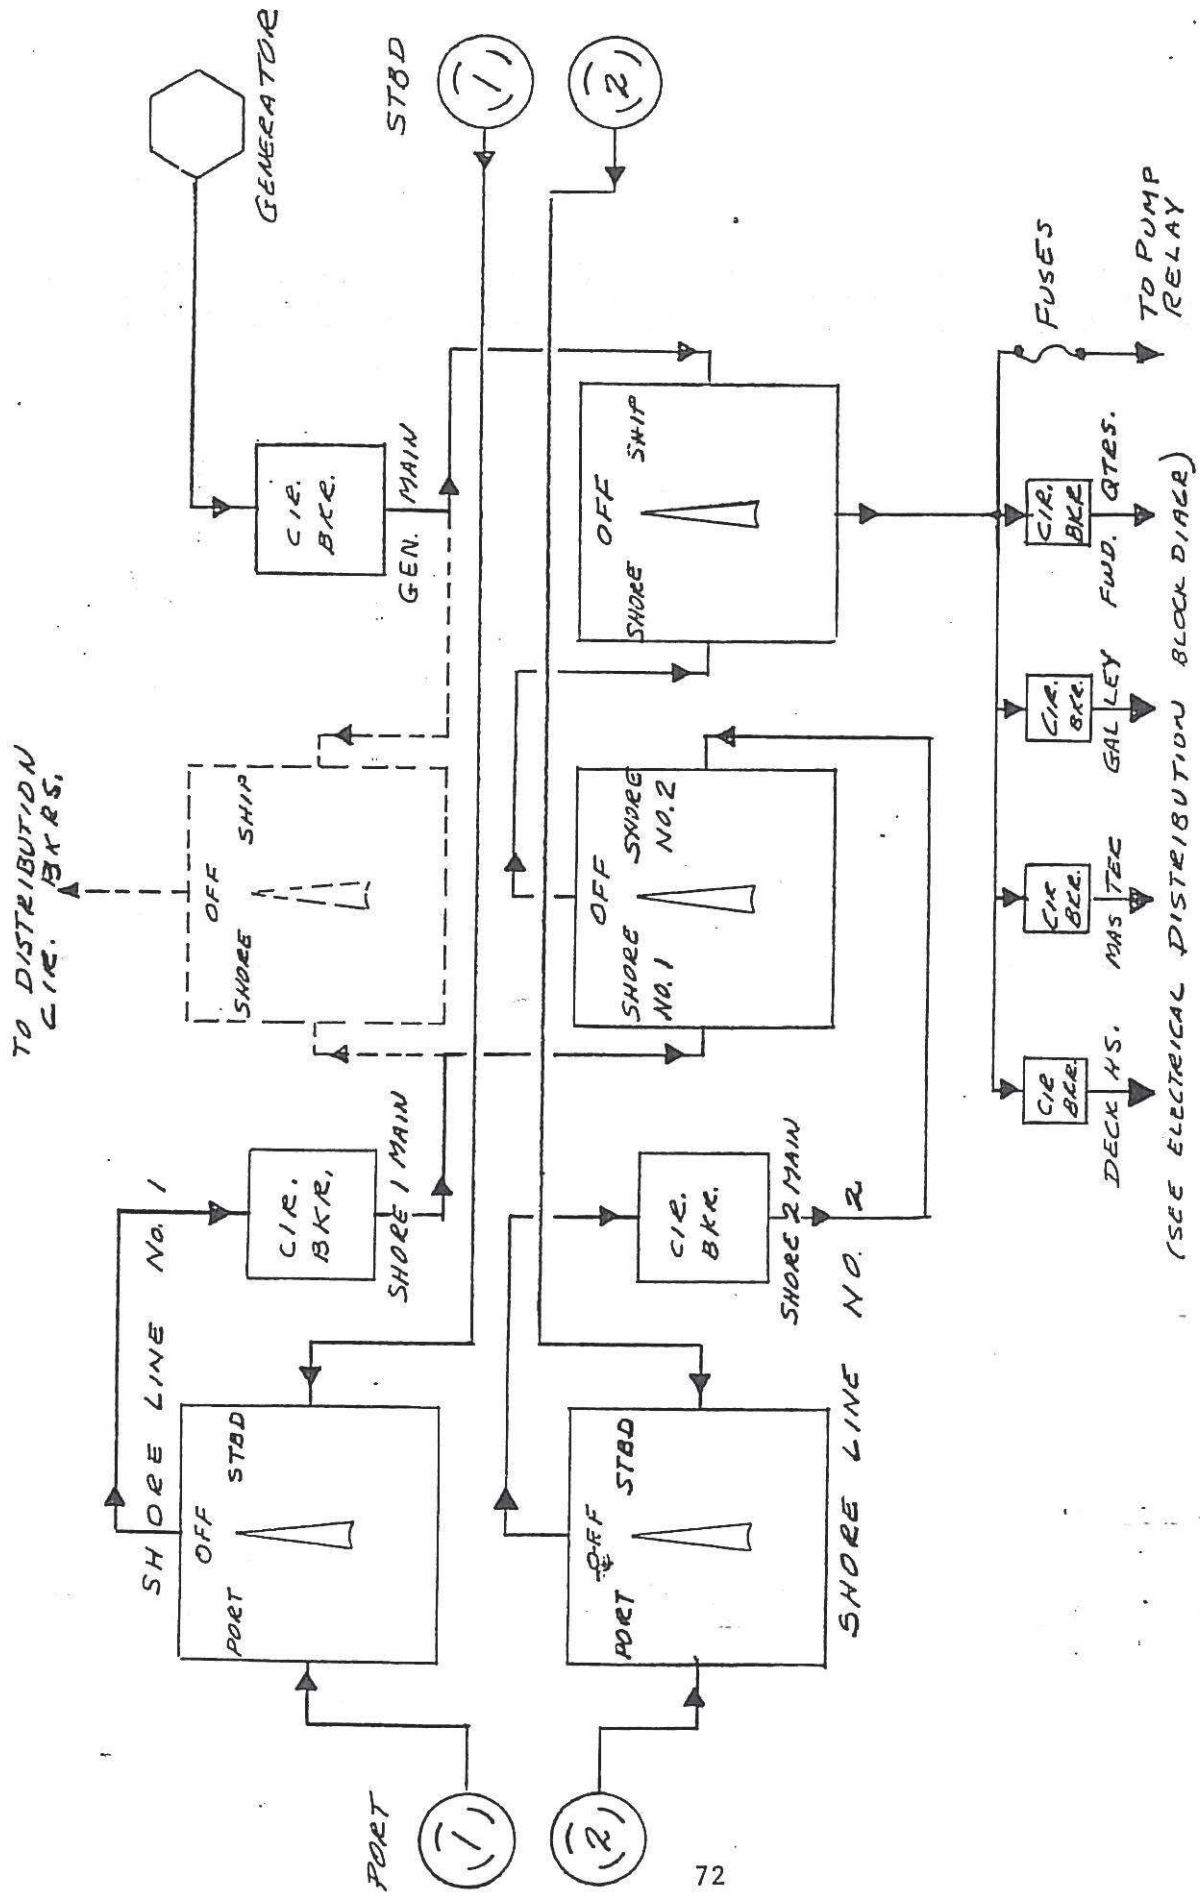 GENERATOR
TO DISTRIBUTION
CIR. BKRS.
STBD
1
2
CIR.
BKR.
GEN. MAIN
SHORE
OFF
SHIP
SHORE LINE No. 1
CIR.
BKR.
SHORE 1 MAIN
PORT
OFF
STBD
PORT
1
2
PORT
OFF
STBD
SHORE LINE NO. 2
CIR.
BKR.
SHORE 2 MAIN
SHORE
NO. 1
OFF
SHORE
NO. 2
SHORE
OFF
SHIP
FUSES
TO PUMP
RELAY
CIR
BKR.
DECK HS.
CIR
BKR.
MASTER
CIR.
BKR.
GALLEY
CIR.
BKR
FWD. QTRS.
(SEE ELECTRICAL DISTRIBUTION BLOCK DIAGR)
72